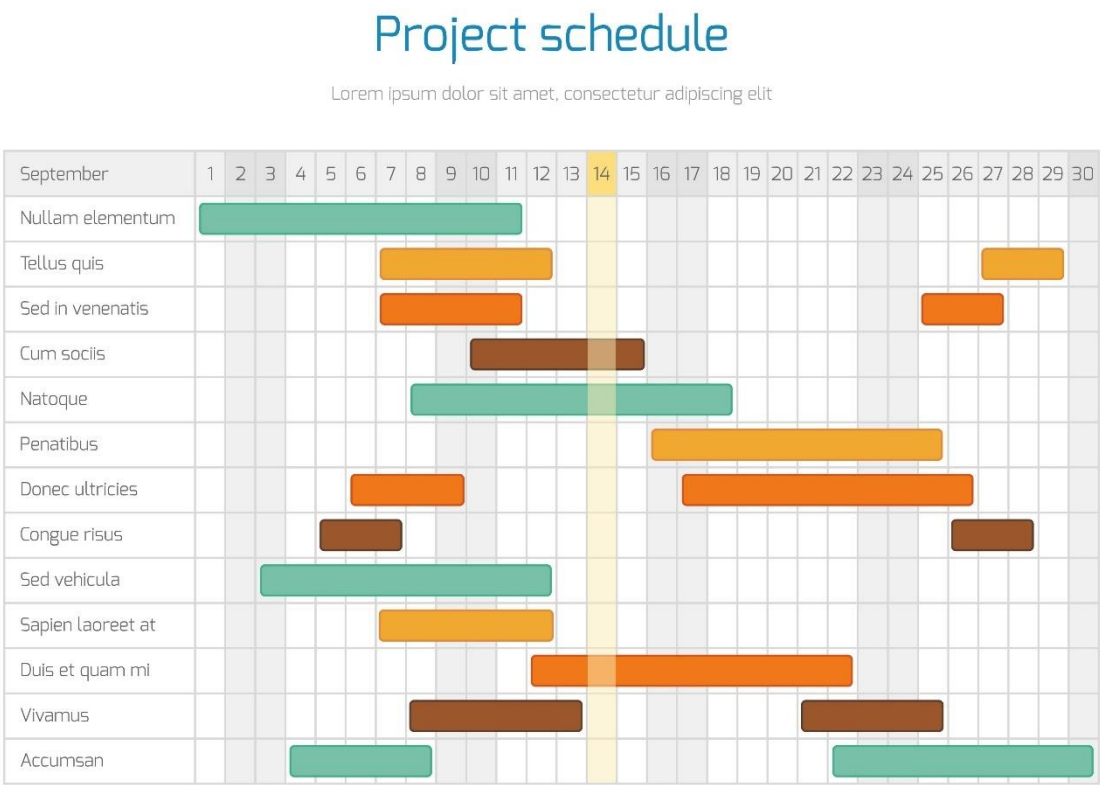 Project schedule
Lorem ipsum dolor sit amet, consectetur adipiscing elit
September 1 2 3 4 5 6 7 8 9 10 11 12 13 14 15 16 17 18 19 20 21 22 23 24 25 26 27 28 29 30
Nullam elementum
Tellus quis
Sed in venenatis
Cum sociis
Natoque
Penatibus
Donec ultricies
Congue risus
Sed vehicula
Sapien laoreet at
Duis et quam mi
Vivamus
Accumsan